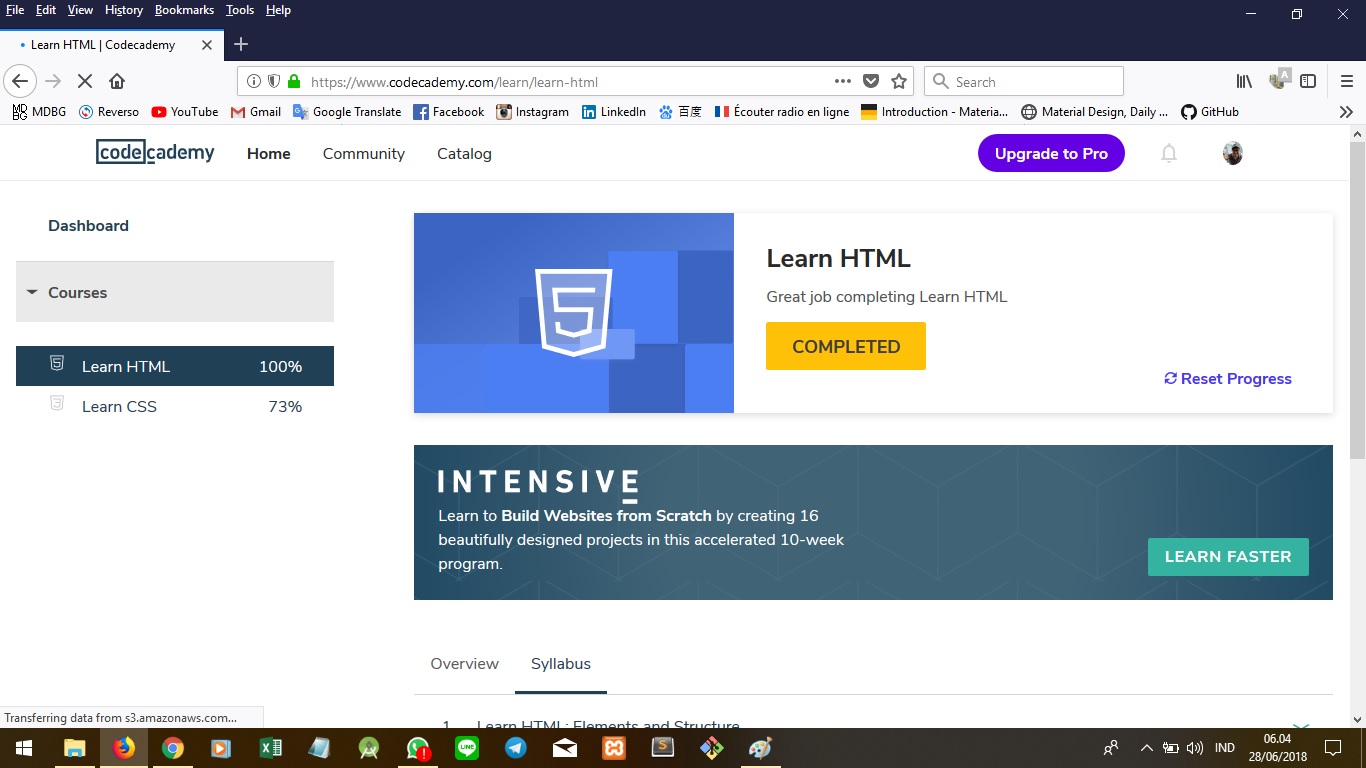 File Edit View History Bookmarks Tools Help
Learn HTML | Codecademy
https://www.codecademy.com/learn/learn-html
Search
MDBG Reverso YouTube Gmail Google Translate Facebook Instagram LinkedIn 百度 Écouter radio en ligne Introduction - Materia... Material Design, Daily ... GitHub
codecademy Home Community Catalog Upgrade to Pro
Dashboard
Courses
Learn HTML 100%
Learn CSS 73%
Learn HTML
Great job completing Learn HTML
COMPLETED
Reset Progress
INTENSIVE
Learn to Build Websites from Scratch by creating 16
beautifully designed projects in this accelerated 10-week
program.
LEARN FASTER
Overview Syllabus
1 Learn HTML: Elements and Structure
Transferring data from s3.amazonaws.com...
IND
06.04
28/06/2018